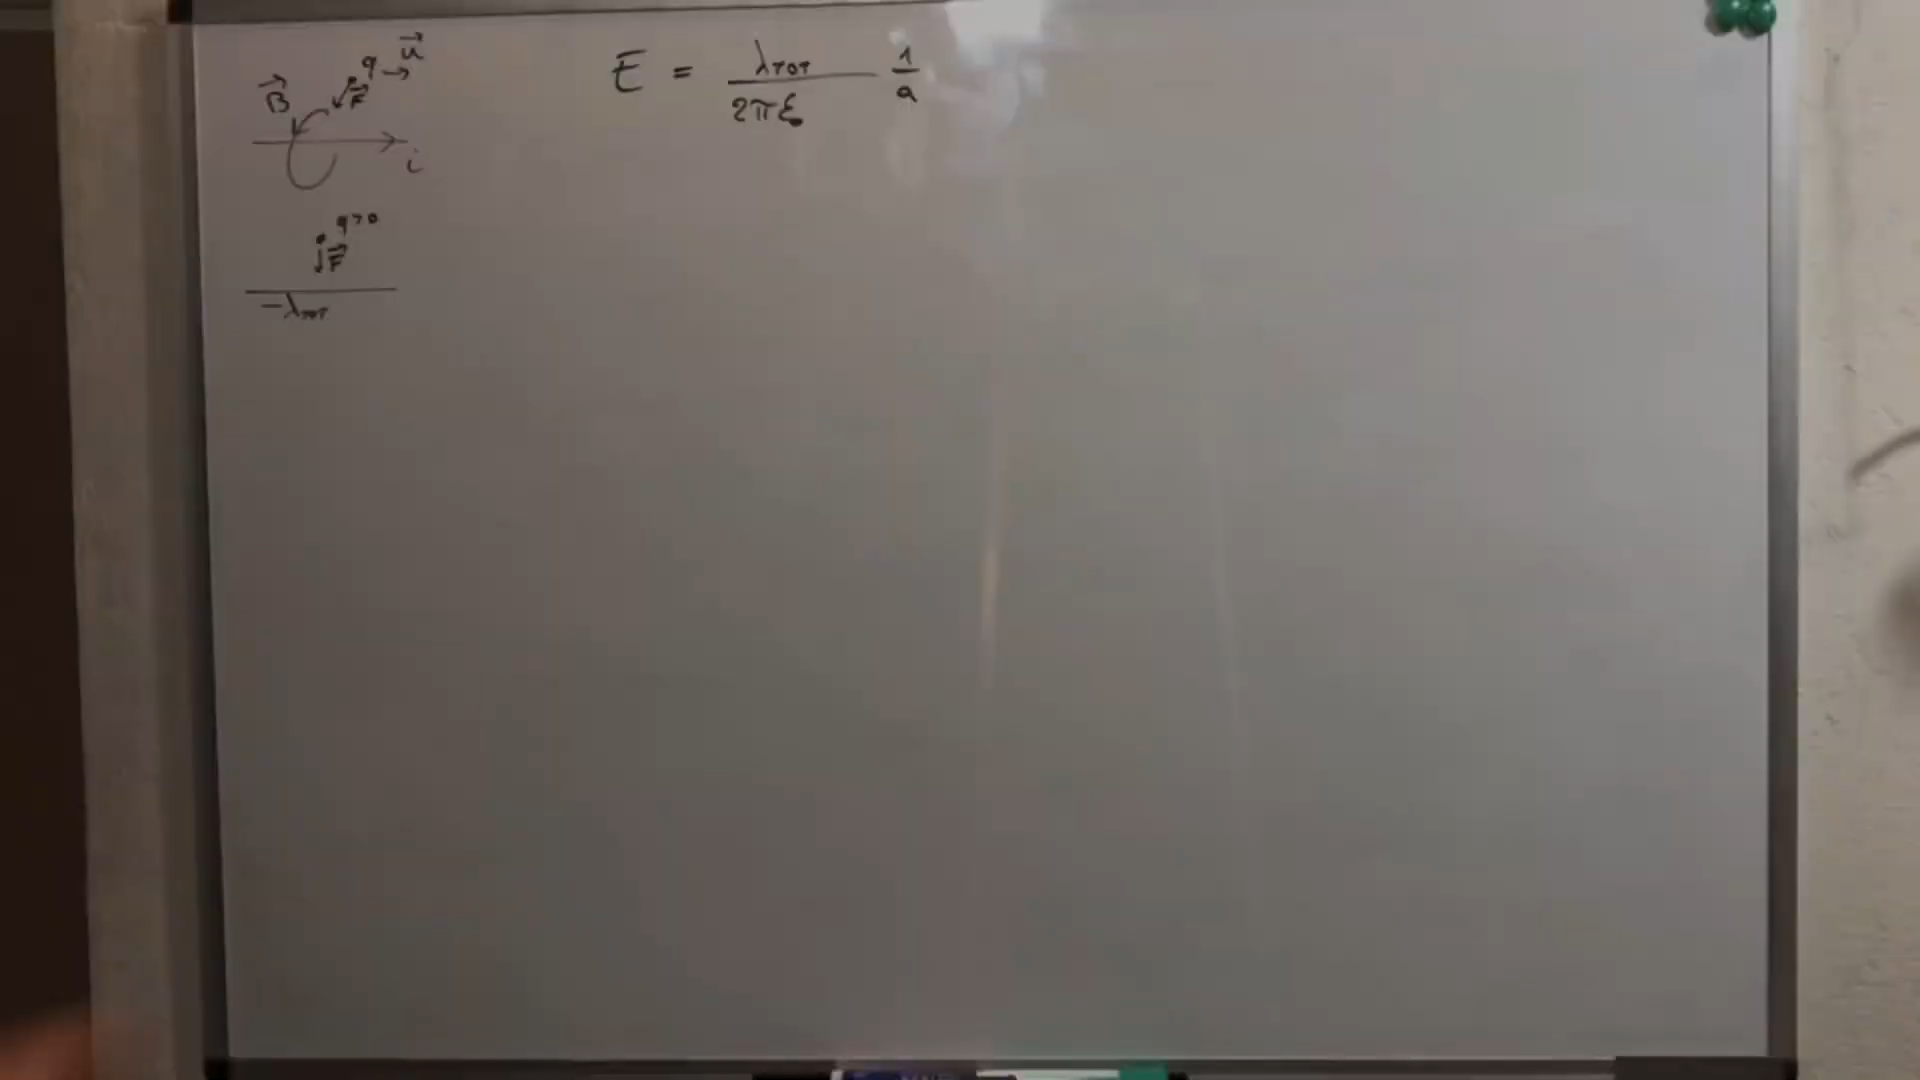 B⃗ F⃗ q → u⃗
i
E = λTOT / 2πε₀ 1/a
q>0
F⃗
−λTOT